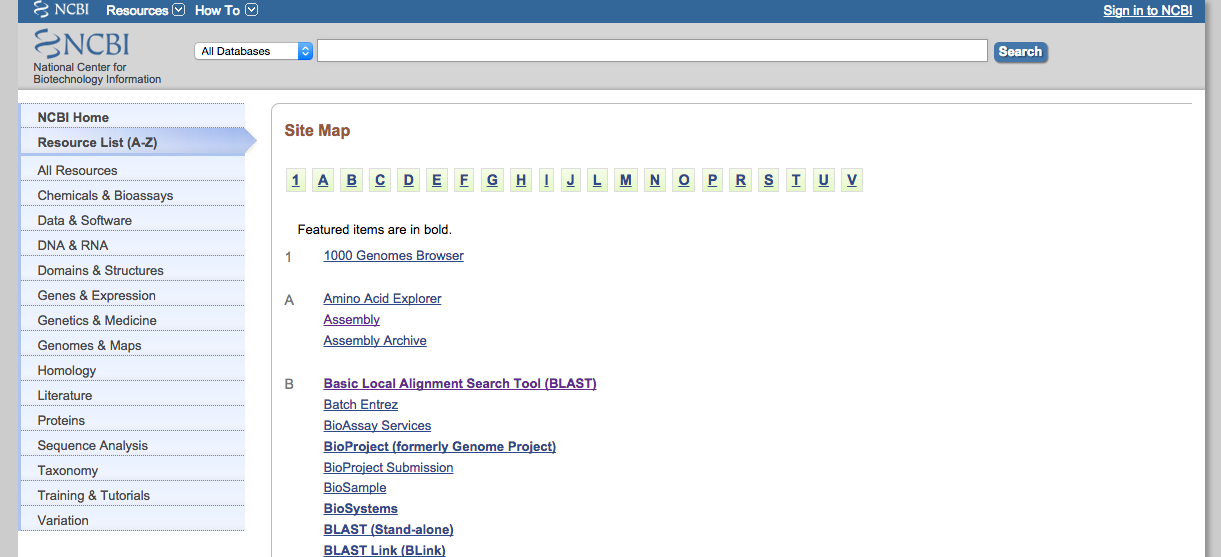 NCBI Resources How To Sign in to NCBI
NCBI
National Center for
Biotechnology Information
All Databases Search
NCBI Home
Resource List (A-Z)
All Resources
Chemicals & Bioassays
Data & Software
DNA & RNA
Domains & Structures
Genes & Expression
Genetics & Medicine
Genomes & Maps
Homology
Literature
Proteins
Sequence Analysis
Taxonomy
Training & Tutorials
Variation
Site Map
1 A B C D E F G H I J L M N O P R S T U V
Featured items are in bold.
1 1000 Genomes Browser
A Amino Acid Explorer
Assembly
Assembly Archive
B Basic Local Alignment Search Tool (BLAST)
Batch Entrez
BioAssay Services
BioProject (formerly Genome Project)
BioProject Submission
BioSample
BioSystems
BLAST (Stand-alone)
BLAST Link (BLink)